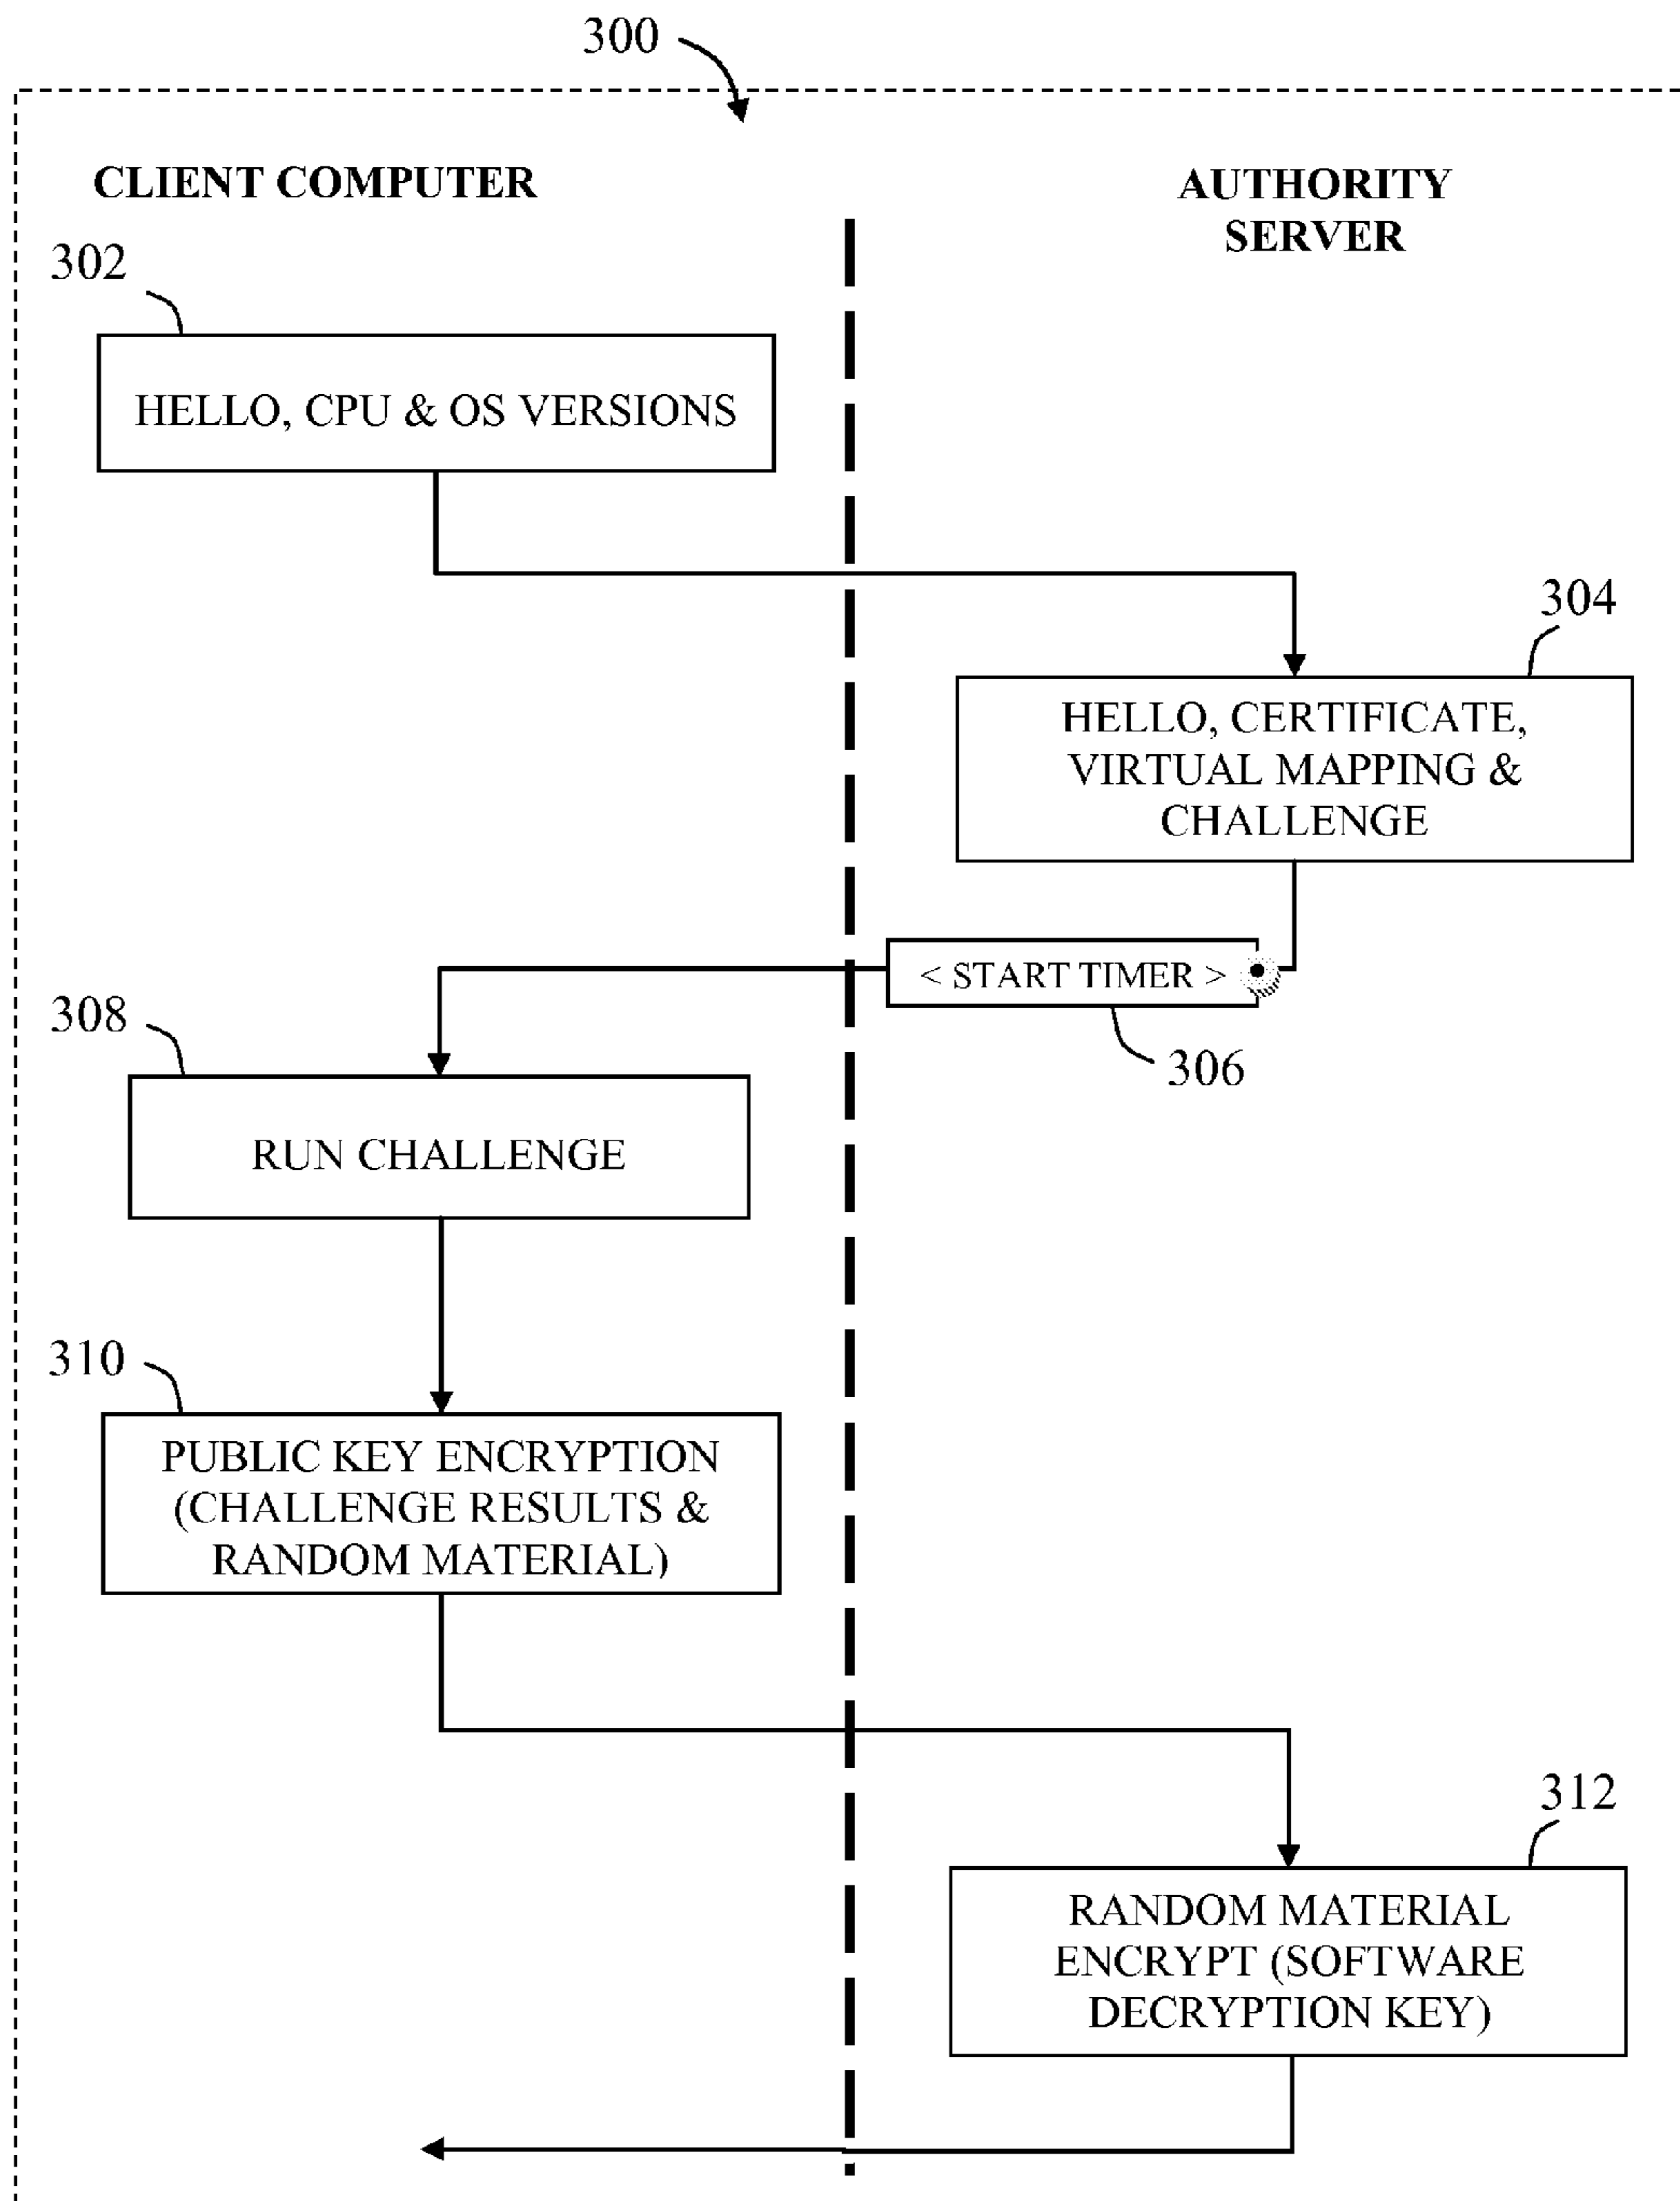 300
CLIENT COMPUTER
AUTHORITY
SERVER
302
HELLO, CPU & OS VERSIONS
304
HELLO, CERTIFICATE,
VIRTUAL MAPPING &
CHALLENGE
< START TIMER >
306
308
RUN CHALLENGE
310
PUBLIC KEY ENCRYPTION
(CHALLENGE RESULTS &
RANDOM MATERIAL)
312
RANDOM MATERIAL
ENCRYPT (SOFTWARE
DECRYPTION KEY)